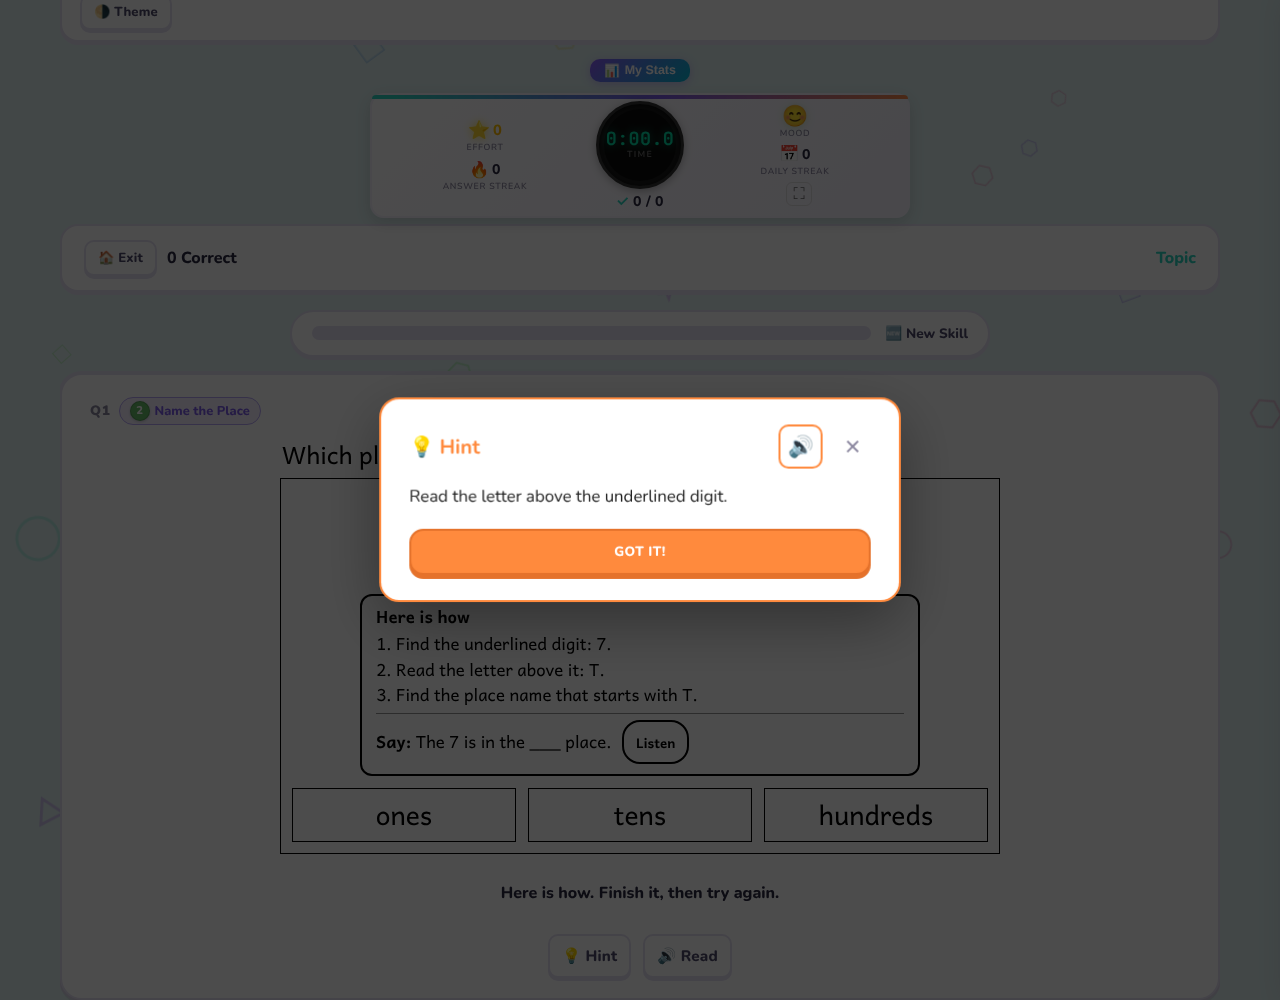 Theme
My Stats
0
EFFORT
0
ANSWER STREAK
0:00.0
TIME
0 / 0
MOOD
0
DAILY STREAK
Exit
0 Correct
Topic
New Skill
Q1
2
Name the Place
Which pl
Hint
Read the letter above the underlined digit.
GOT IT!
Here is how
1. Find the underlined digit: 7.
2. Read the letter above it: T.
3. Find the place name that starts with T.
Say: The 7 is in the ___ place.
Listen
ones
tens
hundreds
Here is how. Finish it, then try again.
Hint
Read